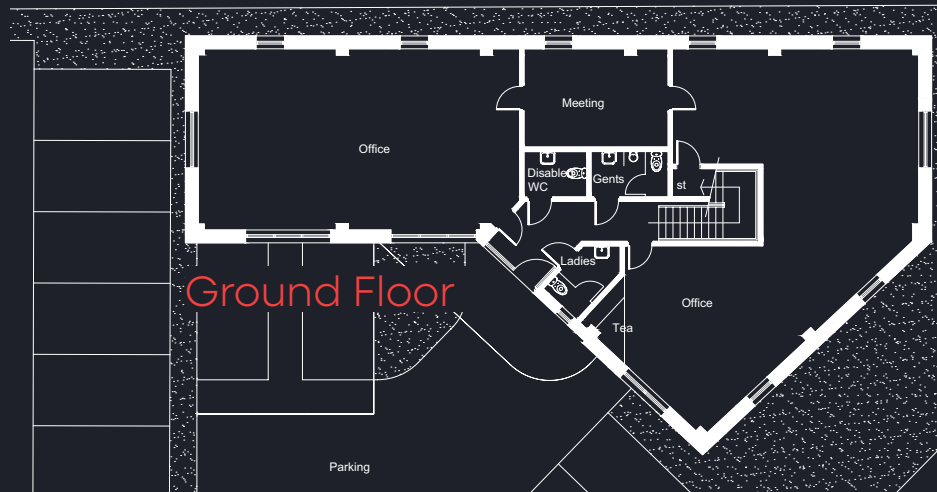 Meeting
Office
Disable
WC
Gents
st
Ladies
Ground Floor
Office
Tea
Parking